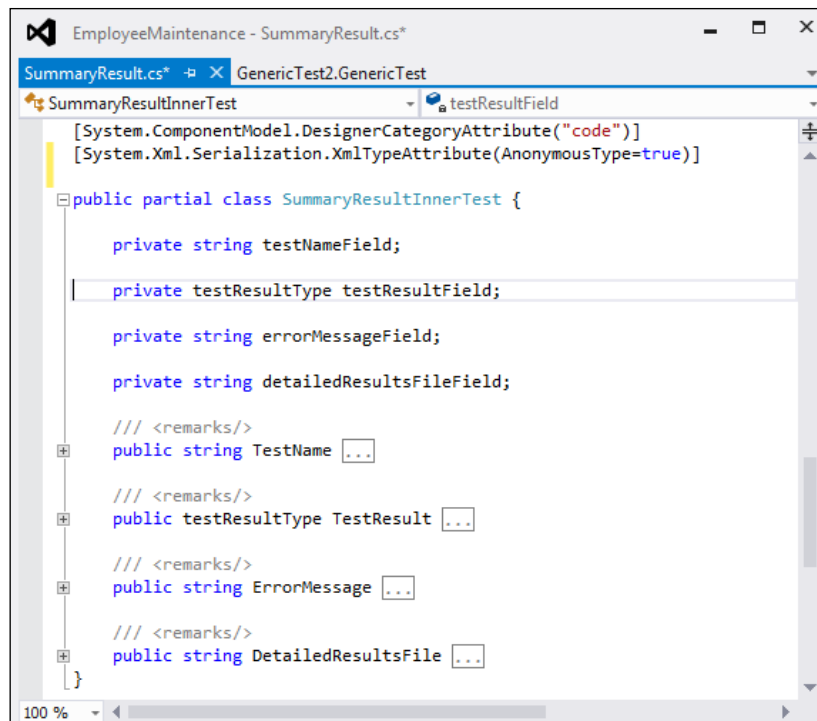 EmployeeMaintenance - SummaryResult.cs*
SummaryResult.cs* GenericTest2.GenericTest
SummaryResultInnerTest testResultField
[System.ComponentModel.DesignerCategoryAttribute("code")]
[System.Xml.Serialization.XmlTypeAttribute(AnonymousType=true)]
public partial class SummaryResultInnerTest {
private string testNameField;
private testResultType testResultField;
private string errorMessageField;
private string detailedResultsFileField;
/// <remarks/>
public string TestName ...
/// <remarks/>
public testResultType TestResult ...
/// <remarks/>
public string ErrorMessage ...
/// <remarks/>
public string DetailedResultsFile ...
}
100 %